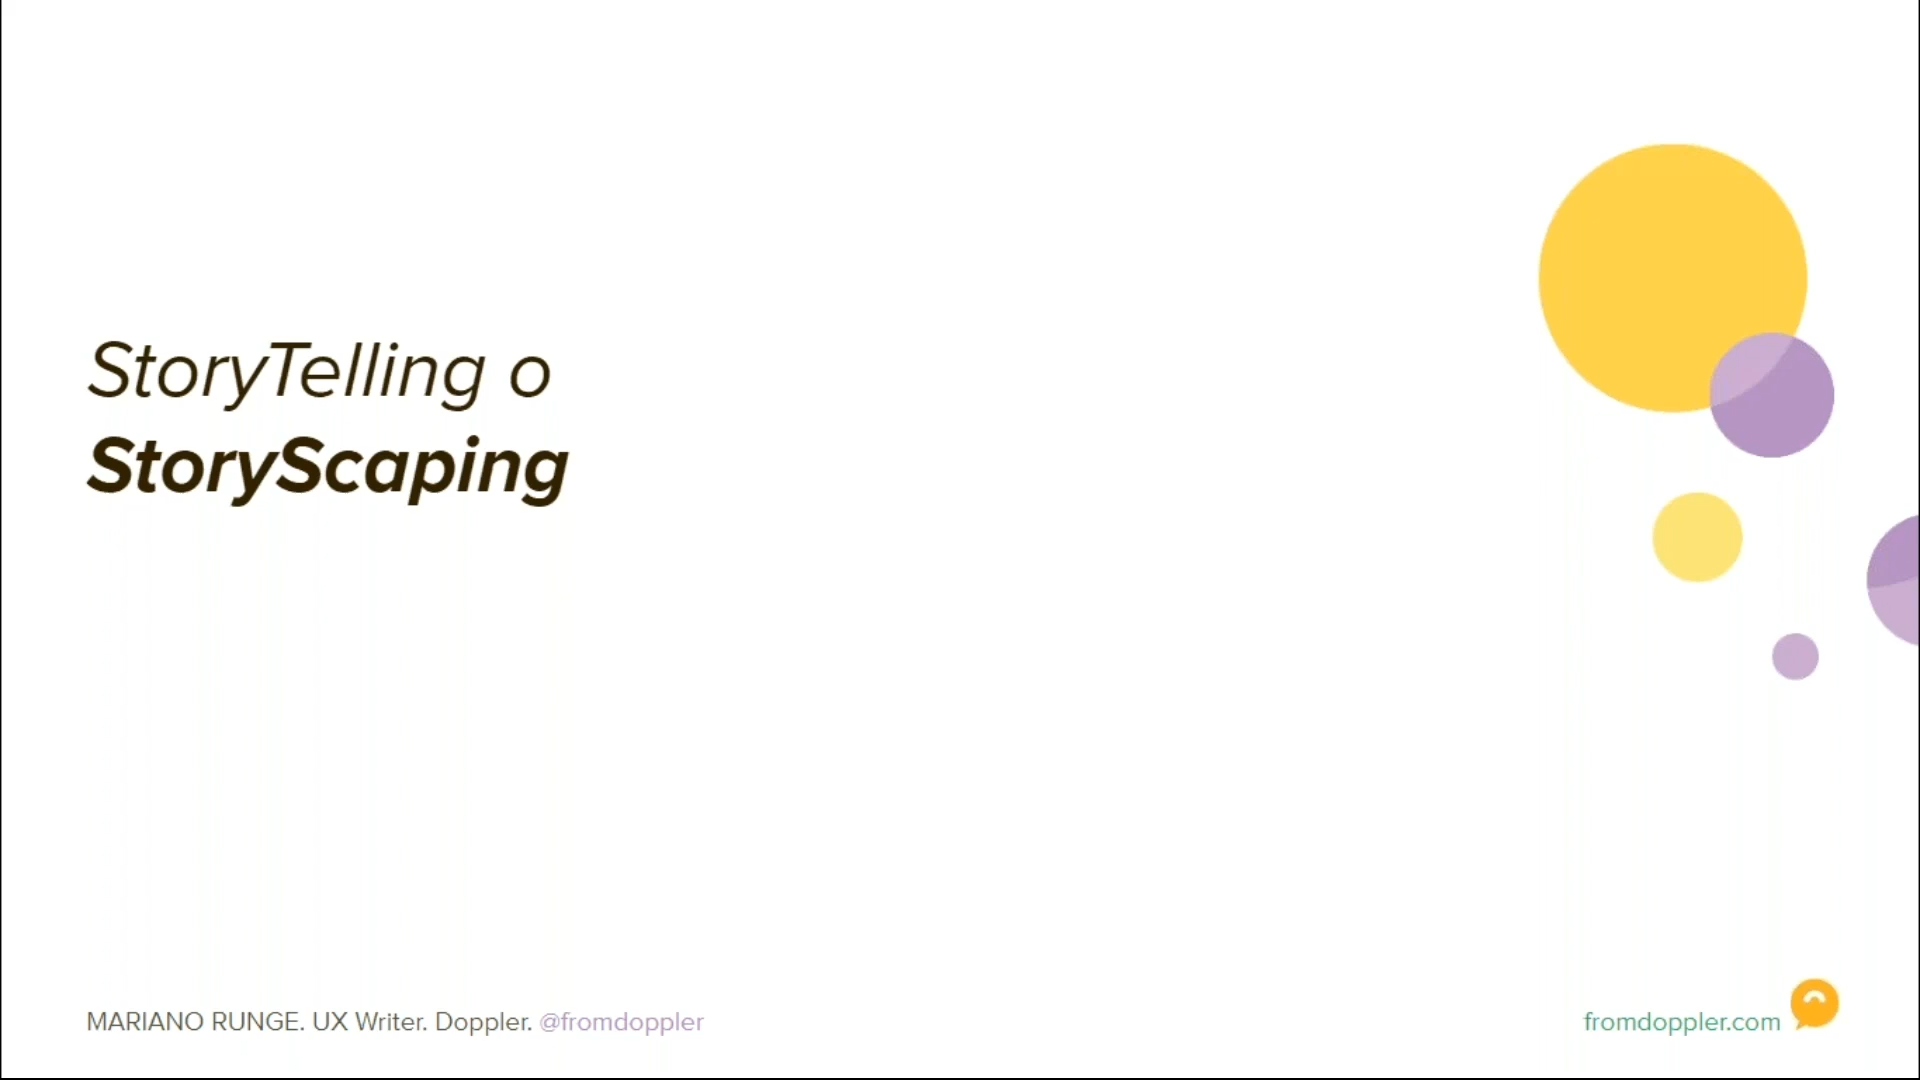 StoryTelling o
StoryScaping
MARIANO RUNGE. UX Writer. Doppler. @fromdoppler
fromdoppler.com